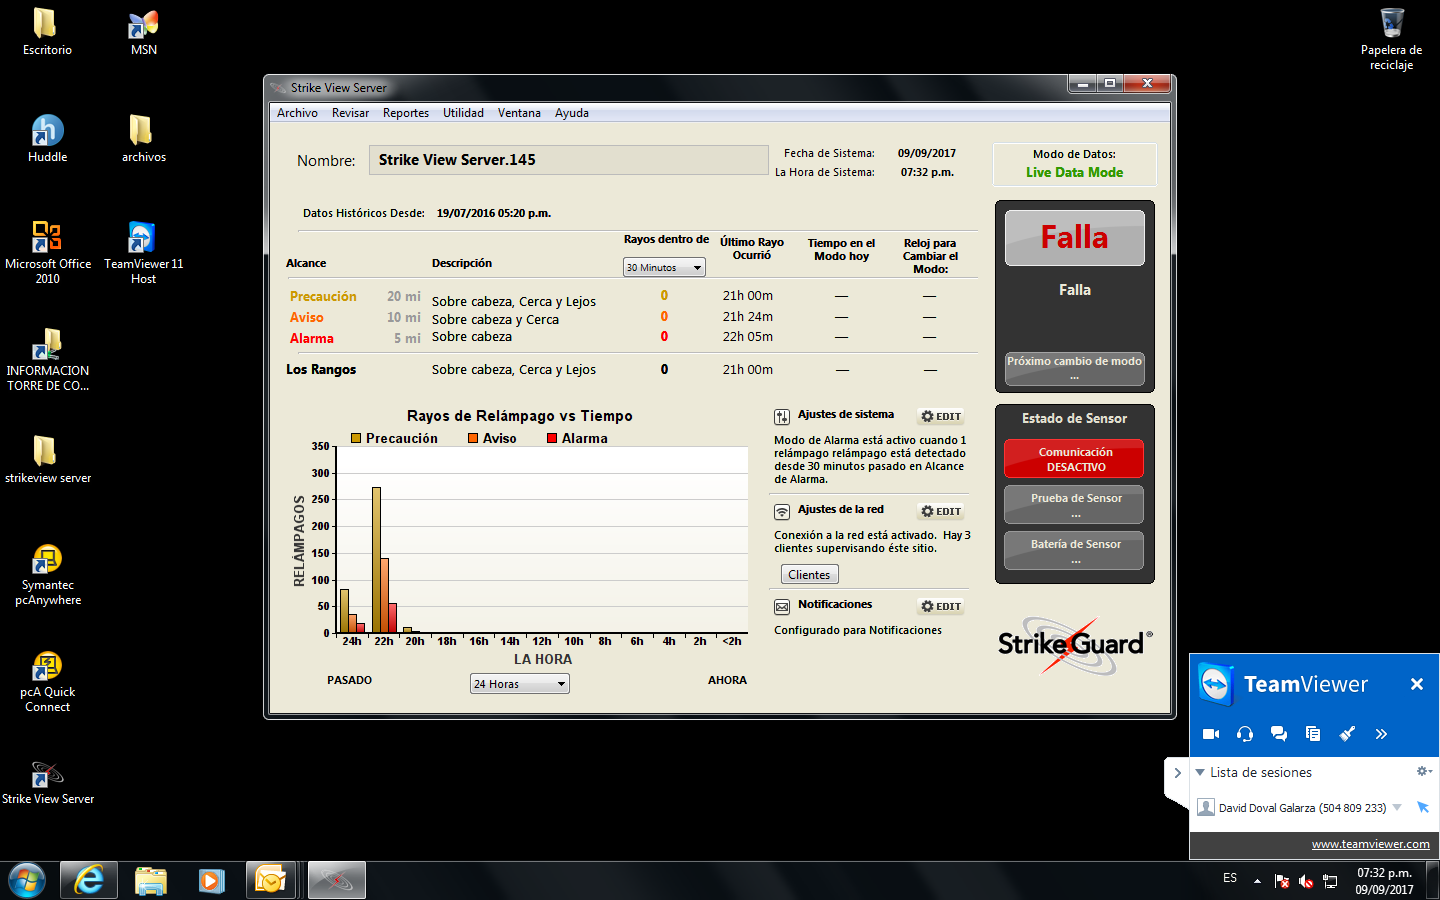 Escritorio
MSN
Papelera de
reciclaje
Huddle
archivos
Microsoft Office
2010
TeamViewer 11
Host
INFORMACION
TORRE DE CO...
strikeview server
Symantec
pcAnywhere
pcA Quick
Connect
Strike View Server
Strike View Server
Archivo Revisar Reportes Utilidad Ventana Ayuda
Nombre: Strike View Server.145
Fecha de Sistema: 09/09/2017
La Hora de Sistema: 07:32 p.m.
Modo de Datos:
Live Data Mode
Datos Históricos Desde: 19/07/2016 05:20 p.m.
Alcance
Descripción
Rayos dentro de
30 Minutos
Último Rayo
Ocurrió
Tiempo en el
Modo hoy
Reloj para
Cambiar el
Modo:
Precaución 20 mi Sobre cabeza, Cerca y Lejos 0 21h 00m — —
Aviso 10 mi Sobre cabeza y Cerca 0 21h 24m — —
Alarma 5 mi Sobre cabeza 0 22h 05m — —
Los Rangos Sobre cabeza, Cerca y Lejos 0 21h 00m — —
Falla
Falla
Próximo cambio de modo
...
Estado de Sensor
Comunicación
DESACTIVO
Prueba de Sensor
...
Batería de Sensor
...
Rayos de Relámpago vs Tiempo
Precaución Aviso Alarma
RELÁMPAGOS
350
300
250
200
150
100
50
0
24h 22h 20h 18h 16h 14h 12h 10h 8h 6h 4h 2h <2h
LA HORA
PASADO 24 Horas AHORA
Ajustes de sistema EDIT
Modo de Alarma está activo cuando 1
relámpago relámpago está detectado
desde 30 minutos pasado en Alcance
de Alarma.
Ajustes de la red EDIT
Conexión a la red está activado. Hay 3
clientes supervisando éste sitio.
Clientes
Notificaciones EDIT
Configurado para Notificaciones
StrikeGuard®
TeamViewer
Lista de sesiones
David Doval Galarza (504 809 233)
www.teamviewer.com
ES
07:32 p.m.
09/09/2017